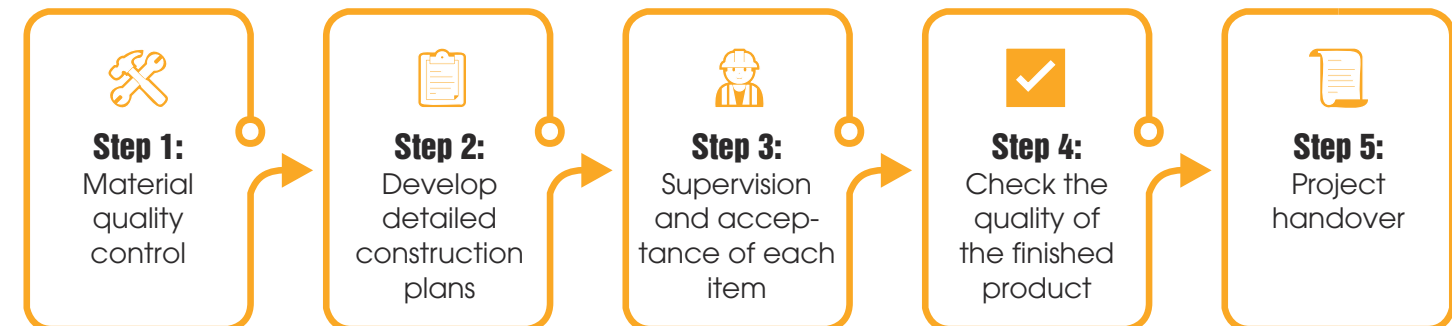 Step 1:
Material
quality
control
Step 2:
Develop
detailed
construction
plans
Step 3:
Supervision
and accep-
tance of each
item
Step 4:
Check the
quality of
the finished
product
Step 5:
Project
handover